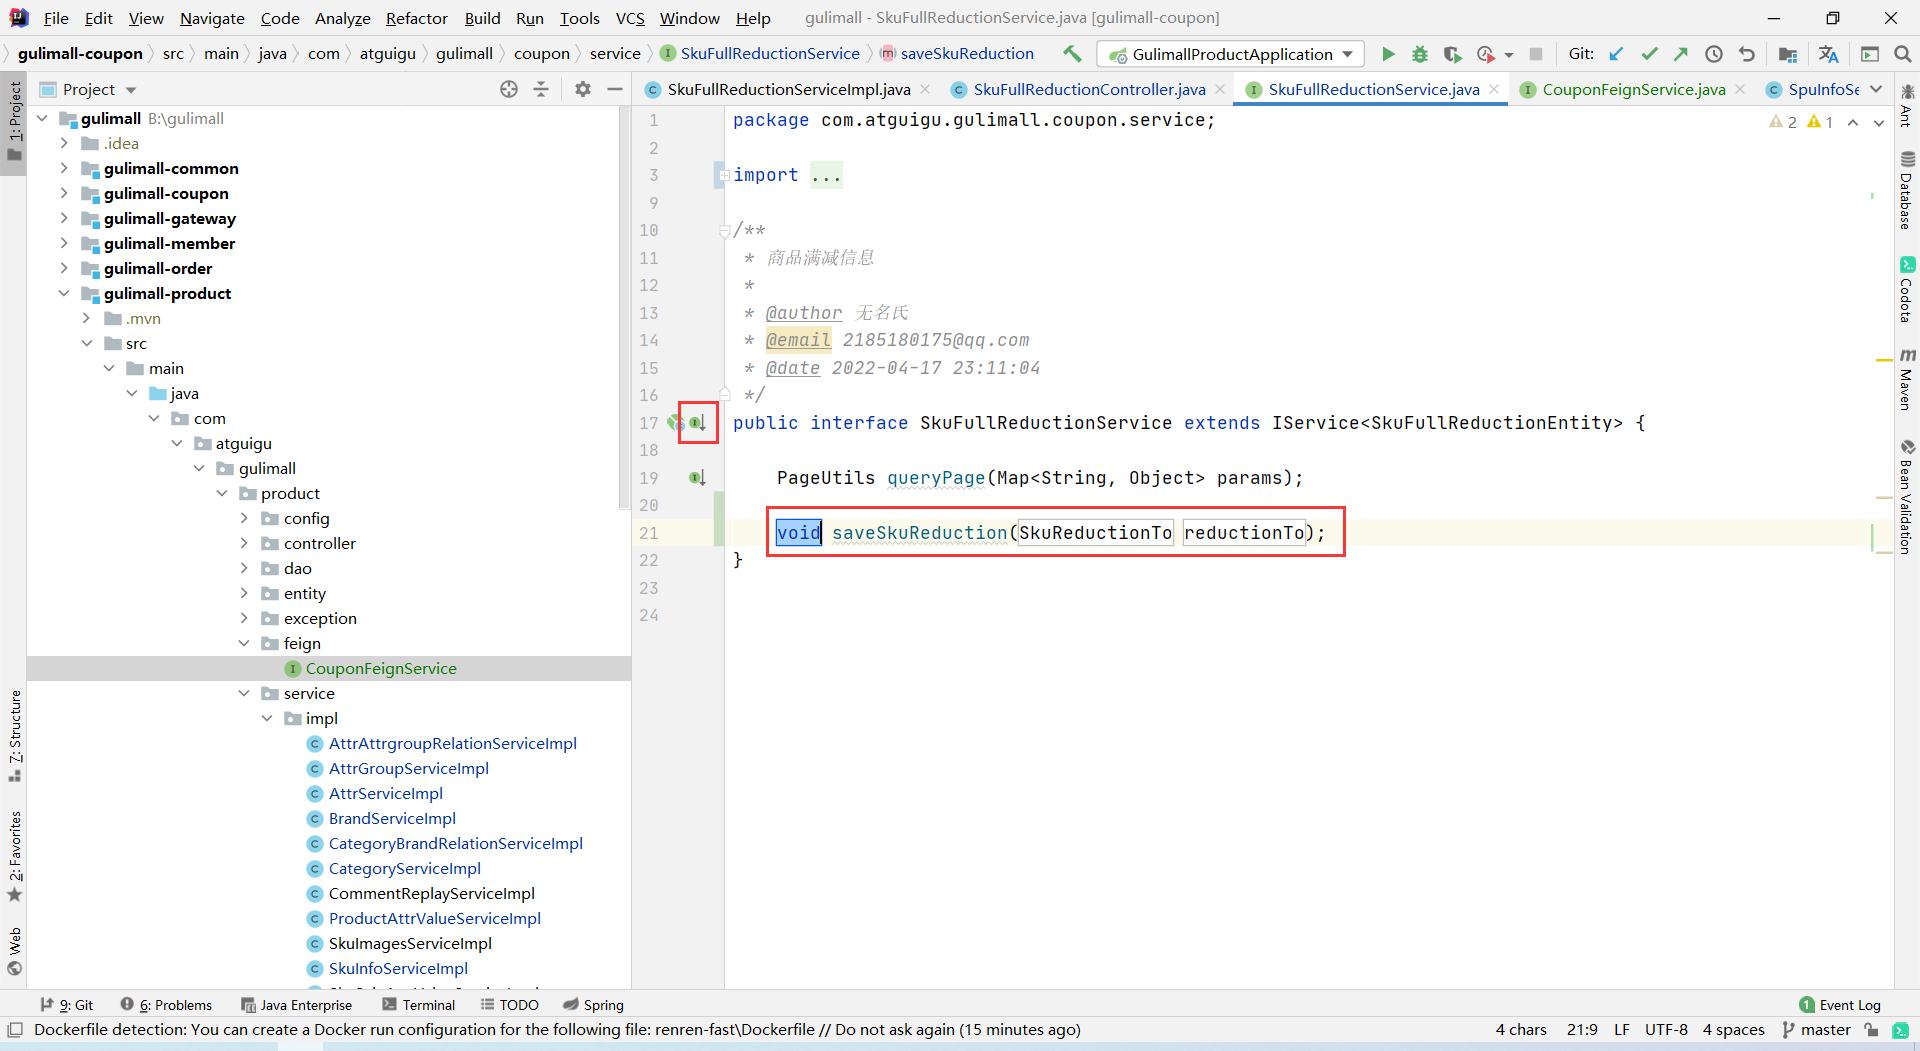 File Edit View Navigate Code Analyze Refactor Build Run Tools VCS Window Help gulimall - SkuFullReductionService.java [gulimall-coupon]
gulimall-coupon src main java com atguigu gulimall coupon service SkuFullReductionService saveSkuReduction GulimallProductApplication Git:
Project SkuFullReductionServiceImpl.java SkuFullReductionController.java SkuFullReductionService.java CouponFeignService.java SpuInfoSe
1: Project
7: Structure
2: Favorites
Web
gulimall B:\gulimall
.idea
gulimall-common
gulimall-coupon
gulimall-gateway
gulimall-member
gulimall-order
gulimall-product
.mvn
src
main
java
com
atguigu
gulimall
product
config
controller
dao
entity
exception
feign
CouponFeignService
service
impl
AttrAttrgroupRelationServiceImpl
AttrGroupServiceImpl
AttrServiceImpl
BrandServiceImpl
CategoryBrandRelationServiceImpl
CategoryServiceImpl
CommentReplayServiceImpl
ProductAttrValueServiceImpl
SkuImagesServiceImpl
SkuInfoServiceImpl
1 package com.atguigu.gulimall.coupon.service; 2 1
2
3 import ...
9
10 /**
11 * 商品满减信息
12 *
13 * @author 无名氏
14 * @email 2185180175@qq.com
15 * @date 2022-04-17 23:11:04
16 */
17 public interface SkuFullReductionService extends IService<SkuFullReductionEntity> {
18
19 PageUtils queryPage(Map<String, Object> params);
20
21 void saveSkuReduction(SkuReductionTo reductionTo);
22 }
23
24
Ant
Database
Codota
Maven
Bean Validation
9: Git 6: Problems Java Enterprise Terminal TODO Spring 1 Event Log
Dockerfile detection: You can create a Docker run configuration for the following file: renren-fast\Dockerfile // Do not ask again (15 minutes ago) 4 chars 21:9 LF UTF-8 4 spaces master